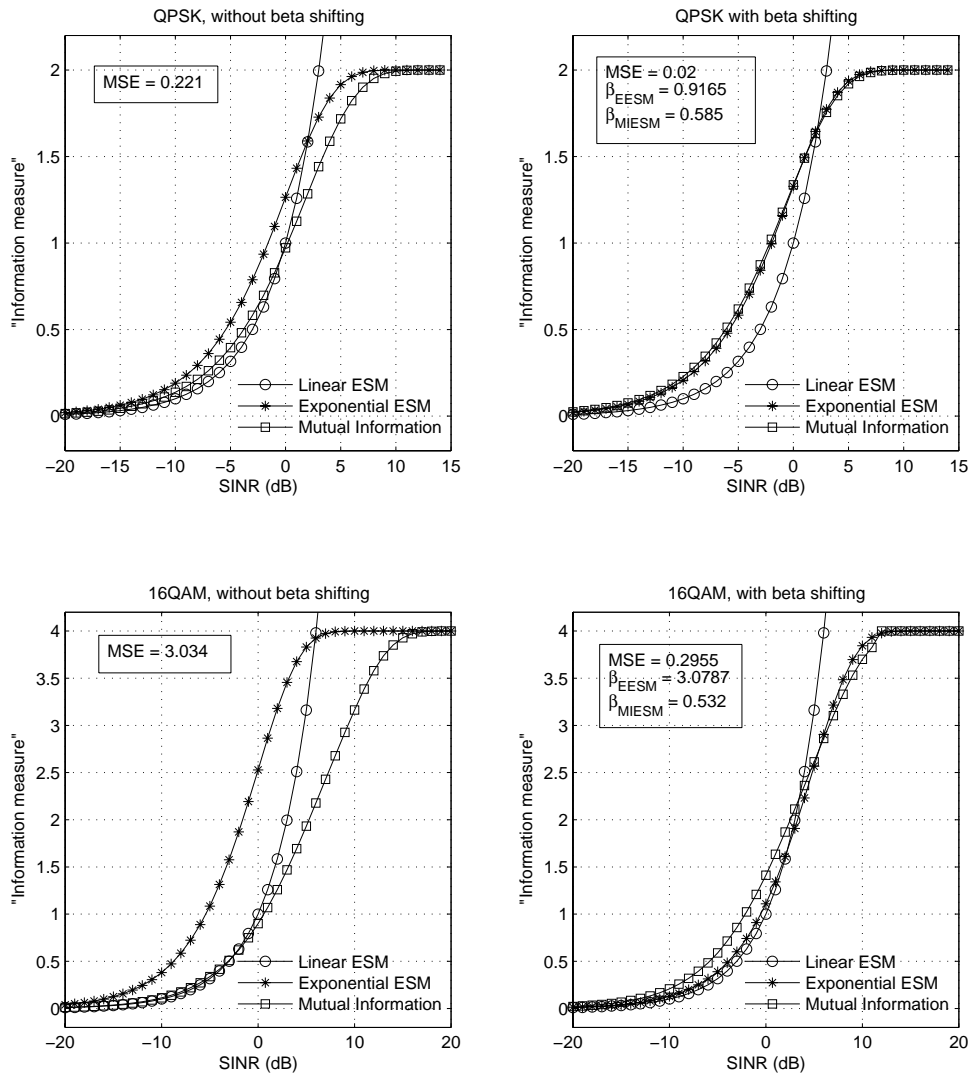 QPSK, without beta shifting
2
1.5
1
0.5
0
"Information measure"
MSE = 0.221
Linear ESM
Exponential ESM
Mutual Information
−20 −15 −10 −5 0 5 10 15
SINR (dB)
QPSK with beta shifting
2
1.5
1
0.5
0
"Information measure"
MSE = 0.02
βEESM = 0.9165
βMIESM = 0.585
Linear ESM
Exponential ESM
Mutual Information
−20 −15 −10 −5 0 5 10 15
SINR (dB)
16QAM, without beta shifting
4
3.5
3
2.5
2
1.5
1
0.5
0
"Information measure"
MSE = 3.034
Linear ESM
Exponential ESM
Mutual Information
−20 −10 0 10 20
SINR (dB)
16QAM, with beta shifting
4
3.5
3
2.5
2
1.5
1
0.5
0
"Information measure"
MSE = 0.2955
βEESM = 3.0787
βMIESM = 0.532
Linear ESM
Exponential ESM
Mutual Information
−20 −10 0 10 20
SINR (dB)